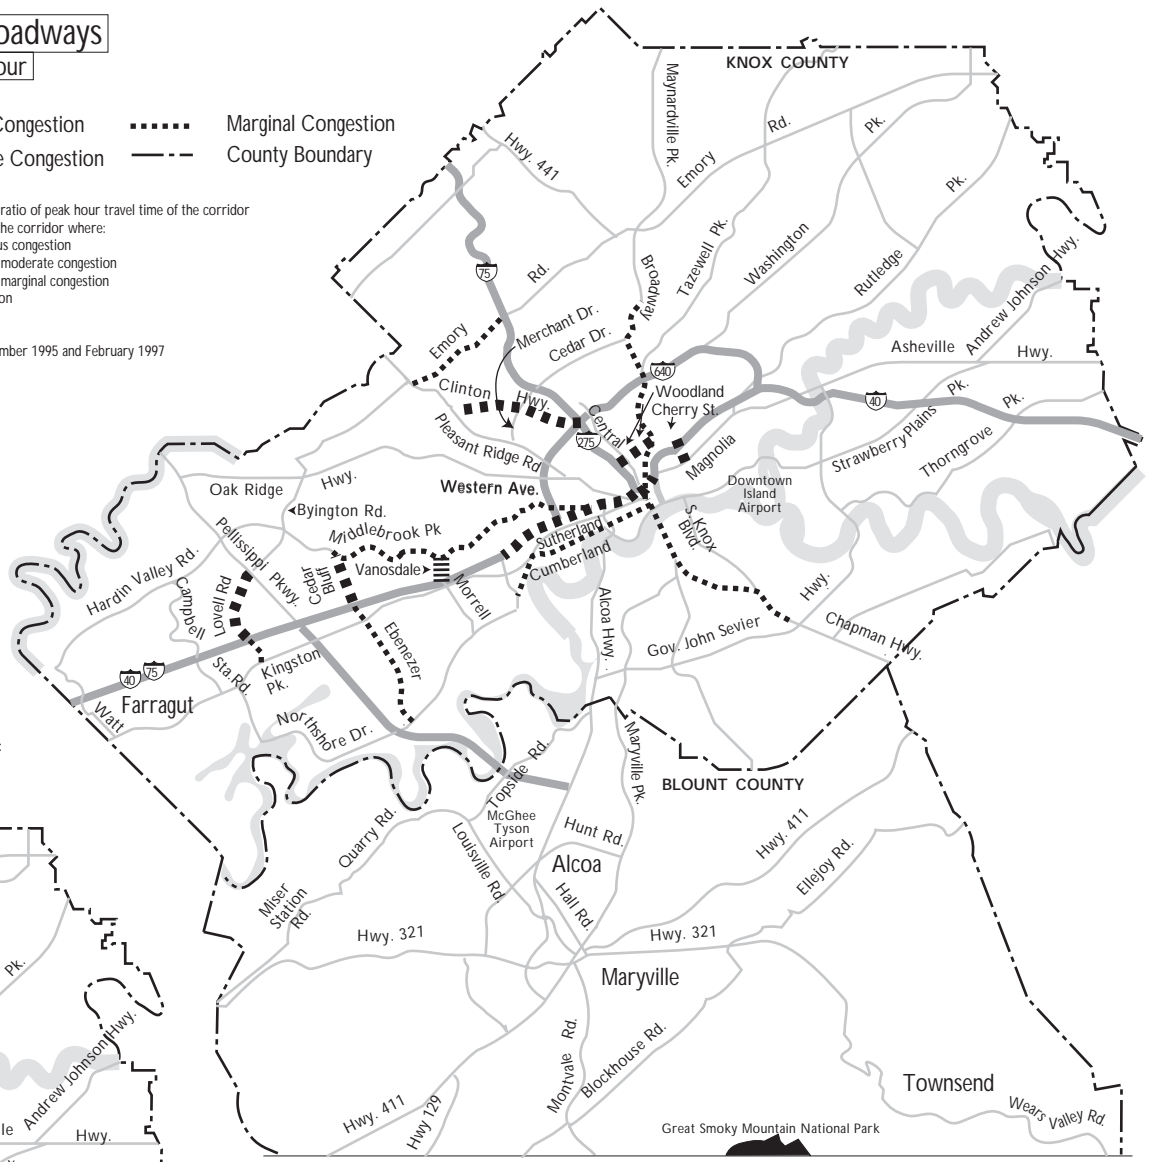 oadways
our
Congestion
Marginal Congestion
e Congestion
County Boundary
ratio of peak hour travel time of the corridor
he corridor where:
us congestion
moderate congestion
marginal congestion
on
mber 1995 and February 1997
KNOX COUNTY
Maynardville Pk.
Hwy. 441
Emory
Rd.
Pk.
Pk.
75
Rd.
Broadway
Tazewell Pk.
Washington
Rutledge
Andrew Johnson Hwy.
Emory
Merchant Dr.
Cedar Dr.
Asheville
Hwy.
640
Clinton
Hwy.
Woodland
Cherry St.
40
Pk.
Pk.
Central
275
Pleasant Ridge Rd
Magnolia
Strawberry Plains
Thorngrove
Oak Ridge
Hwy.
Western Ave.
Downtown
Island
Airport
Byington Rd.
Middlebrook Pk
Sutherland
S. Knox
Blvd.
Pellissippi Pkwy.
Vanosdale
Cumberland
Hardin Valley Rd.
Cedar
Bluff
Morrell
Campbell
Lovell Rd
Alcoa Hwy.
Hwy.
Ebenezer
Gov. John Sevier
Chapman Hwy.
40
75
Sta Rd.
Kingston
Pk.
Farragut
Watt
Northshore Dr.
Maryville Pk.
Topside Rd.
BLOUNT COUNTY
McGhee
Tyson
Airport
Quarry Rd.
Louisville Rd.
Hunt Rd.
Hwy. 411
Alcoa
Ellejoy Rd.
Miser
Station
Rd.
Hall Rd.
Hwy. 321
Hwy. 321
Pk.
Maryville
Andrew Johnson Hwy.
Montvale Rd.
Blockhouse Rd.
Townsend
Hwy. 411
Hwy 129
Wears Valley Rd.
le
Hwy.
Great Smoky Mountain National Park